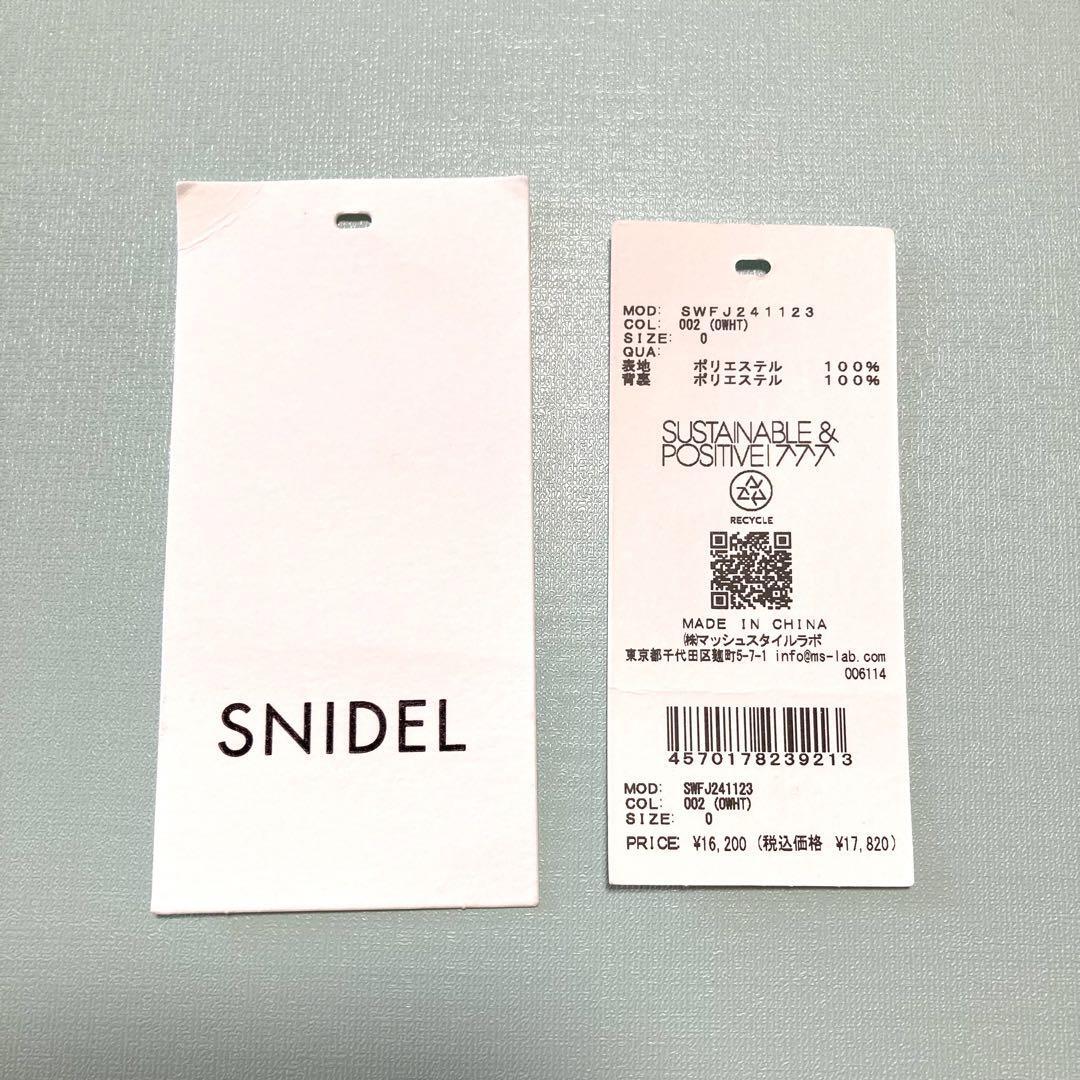 SNIDEL
MOD: SWFJ241123
COL: 002 (OWHT)
SIZE: 0
QUA:
表地 ポリエステル 100%
背裏 ポリエステル 100%
SUSTAINABLE &
POSITIVE!
RECYCLE
MADE IN CHINA
㈱マッシュスタイルラボ
東京都千代田区麹町5-7-1 info@ms-lab.com
006114
4570178239213
MOD: SWFJ241123
COL: 002 (OWHT)
SIZE: 0
PRICE: ¥16,200 (税込価格 ¥17,820)